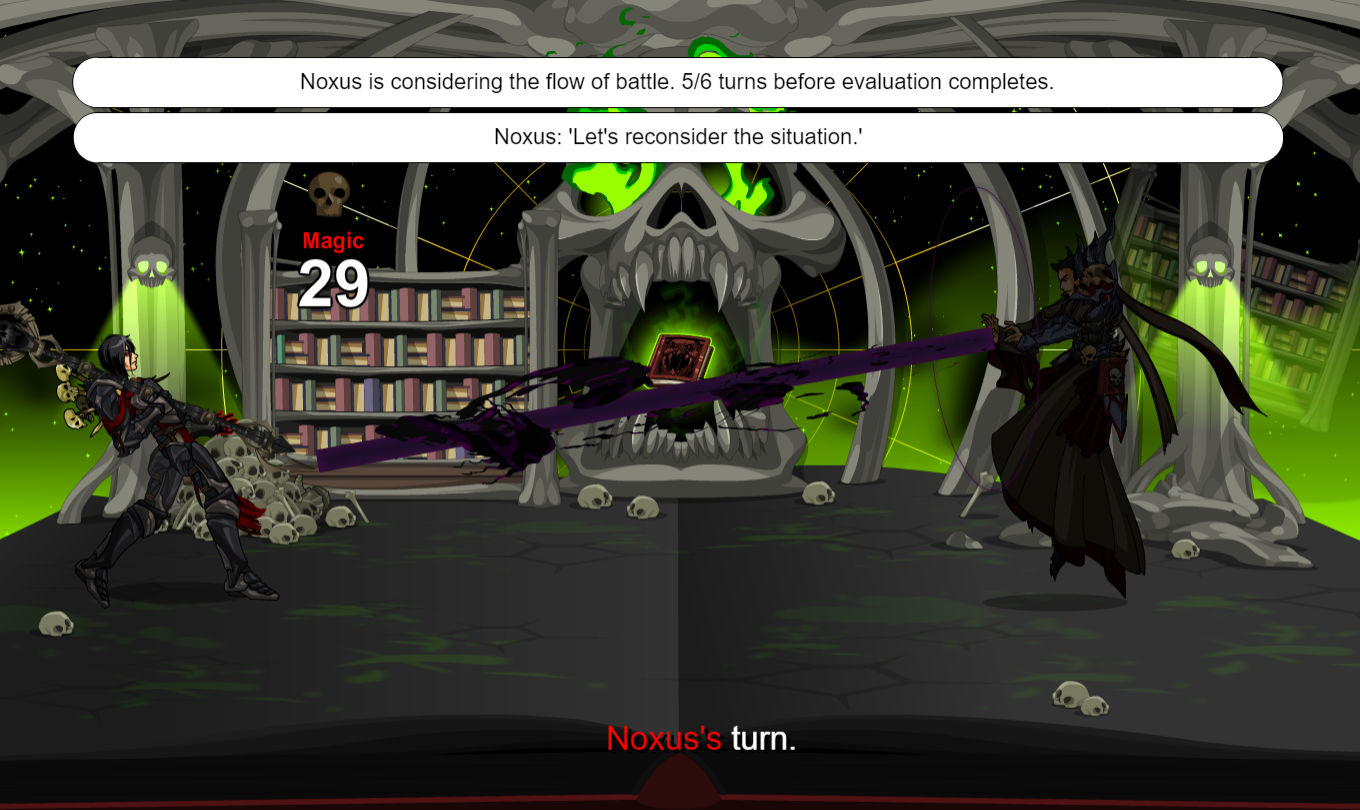 Noxus is considering the flow of battle. 5/6 turns before evaluation completes.
Noxus: 'Let's reconsider the situation.'
Magic
29
Noxus's turn.